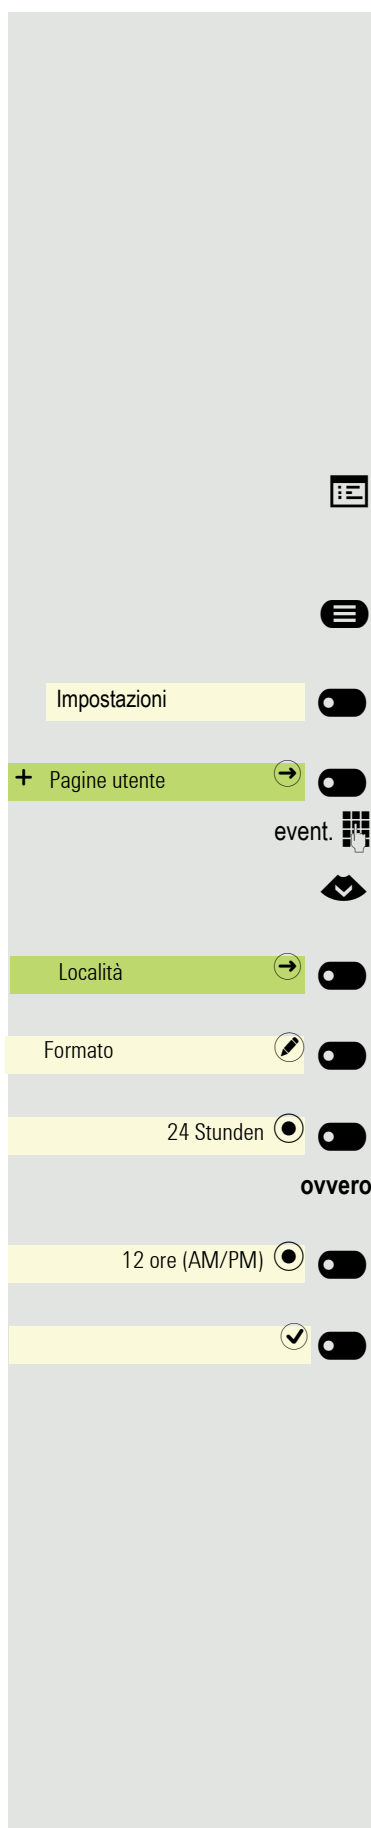 Impostazioni
+ Pagine utente
event.
Località
Formato
24 Stunden
ovvero
12 ore (AM/PM)